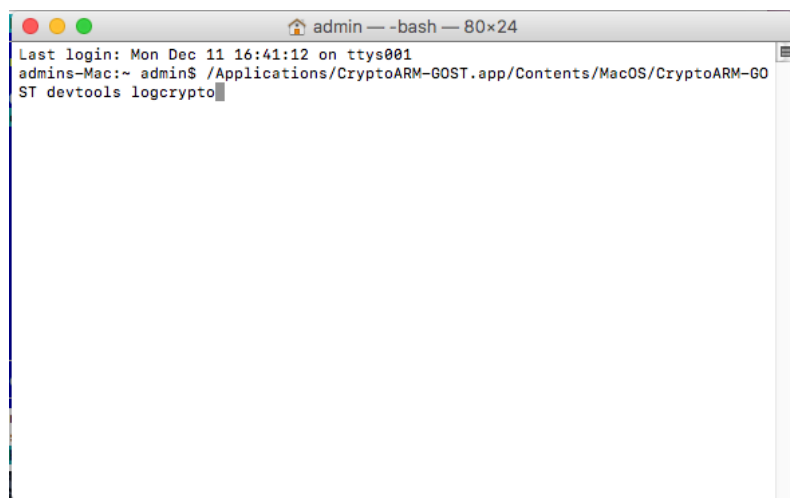 admin — -bash — 80×24
Last login: Mon Dec 11 16:41:12 on ttys001
admins-Mac:~ admin$ /Applications/CryptoARM-GOST.app/Contents/MacOS/CryptoARM-GO
ST devtools logcrypto